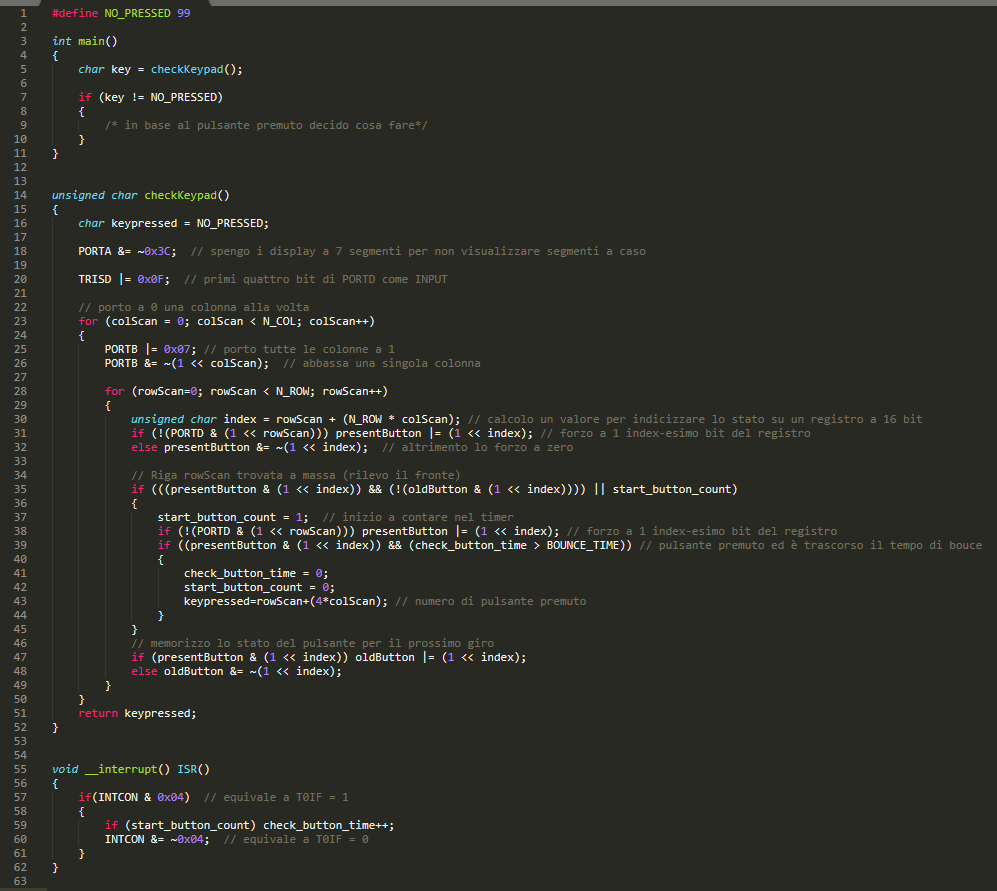 1 #define NO_PRESSED 99
2
3 int main()
4 {
5     char key = checkKeypad();
6
7     if (key != NO_PRESSED)
8     {
9         /* in base al pulsante premuto decido cosa fare*/
10     }
11 }
12
13
14 unsigned char checkKeypad()
15 {
16     char keypressed = NO_PRESSED;
17
18     PORTA &= ~0x3C;  // spengo i display a 7 segmenti per non visualizzare segmenti a caso
19
20     TRISD |= 0x0F;  // primi quattro bit di PORTD come INPUT
21
22     // porto a 0 una colonna alla volta
23     for (colScan = 0; colScan < N_COL; colScan++)
24     {
25         PORTB |= 0x07; // porto tutte le colonne a 1
26         PORTB &= ~(1 << colScan);  // abbassa una singola colonna
27
28         for (rowScan=0; rowScan < N_ROW; rowScan++)
29         {
30             unsigned char index = rowScan + (N_ROW * colScan); // calcolo un valore per indicizzare lo stato su un registro a 16 bit
31             if (!(PORTD & (1 << rowScan))) presentButton |= (1 << index); // forzo a 1 index-esimo bit del registro
32             else presentButton &= ~(1 << index);  // altrimento lo forzo a zero
33
34             // Riga rowScan trovata a massa (rilevo il fronte)
35             if (((presentButton & (1 << index)) && (!(oldButton & (1 << index)))) || start_button_count)
36             {
37                 start_button_count = 1;  // inizio a contare nel timer
38                 if (!(PORTD & (1 << rowScan))) presentButton |= (1 << index); // forzo a 1 index-esimo bit del registro
39                 if ((presentButton & (1 << index)) && (check_button_time > BOUNCE_TIME)) // pulsante premuto ed è trascorso il tempo di bouce
40                 {
41                     check_button_time = 0;
42                     start_button_count = 0;
43                     keypressed=rowScan+(4*colScan); // numero di pulsante premuto
44                 }
45             }
46             // memorizzo lo stato del pulsante per il prossimo giro
47             if (presentButton & (1 << index)) oldButton |= (1 << index);
48             else oldButton &= ~(1 << index);
49         }
50     }
51     return keypressed;
52 }
53
54
55 void __interrupt() ISR()
56 {
57     if(INTCON & 0x04)  // equivale a T0IF = 1
58     {
59         if (start_button_count) check_button_time++;
60         INTCON &= ~0x04;  // equivale a T0IF = 0
61     }
62 }
63